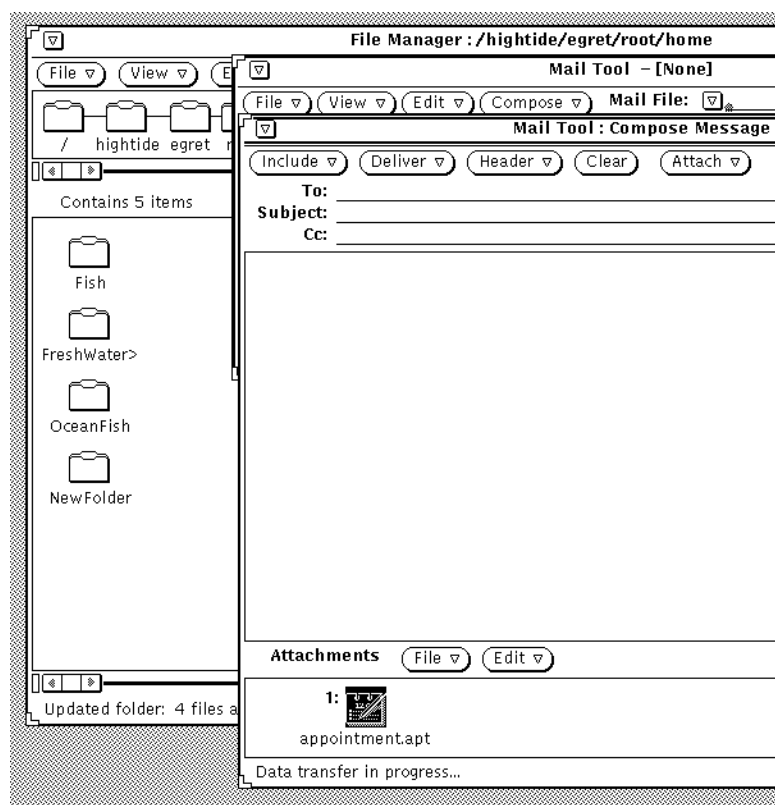 File Manager : /hightide/egret/root/home
File View
Mail Tool – [None]
File View Edit Compose Mail File:
Mail Tool : Compose Message
Include Deliver Header Clear Attach
/ hightide egret
To:
Subject:
Cc:
Contains 5 items
Fish
FreshWater>
OceanFish
NewFolder
Attachments File Edit
1:
appointment.apt
Updated folder: 4 files a
Data transfer in progress...